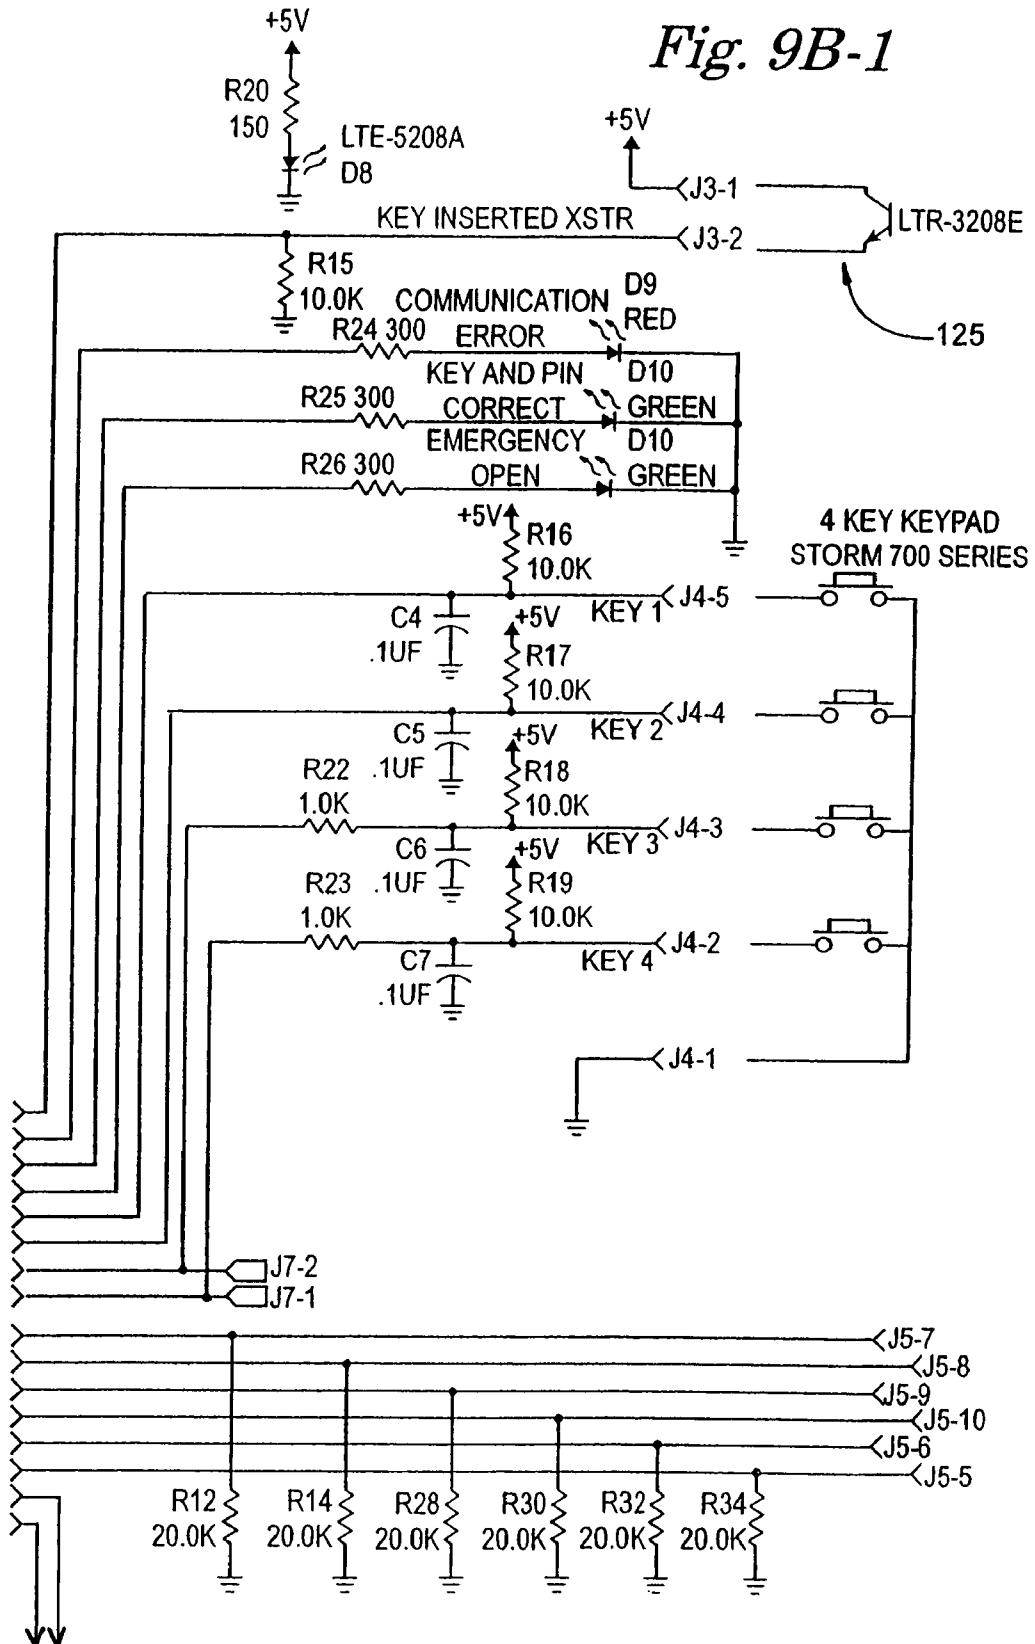 Fig. 9B-1
+5V
R20
150
LTE-5208A
D8
+5V
J3-1
KEY INSERTED XSTR
J3-2
LTR-3208E
R15
10.0K
125
COMMUNICATION
ERROR
D9
RED
R24 300
KEY AND PIN
CORRECT
D10
GREEN
R25 300
EMERGENCY
OPEN
D10
GREEN
R26 300
4 KEY KEYPAD
STORM 700 SERIES
+5V
R16
10.0K
KEY 1
J4-5
C4
.1UF
+5V
R17
10.0K
KEY 2
J4-4
C5
.1UF
+5V
R18
10.0K
R22
1.0K
KEY 3
J4-3
C6
.1UF
+5V
R19
10.0K
R23
1.0K
KEY 4
J4-2
C7
.1UF
J4-1
J7-2
J7-1
J5-7
J5-8
J5-9
J5-10
J5-6
J5-5
R12
20.0K
R14
20.0K
R28
20.0K
R30
20.0K
R32
20.0K
R34
20.0K